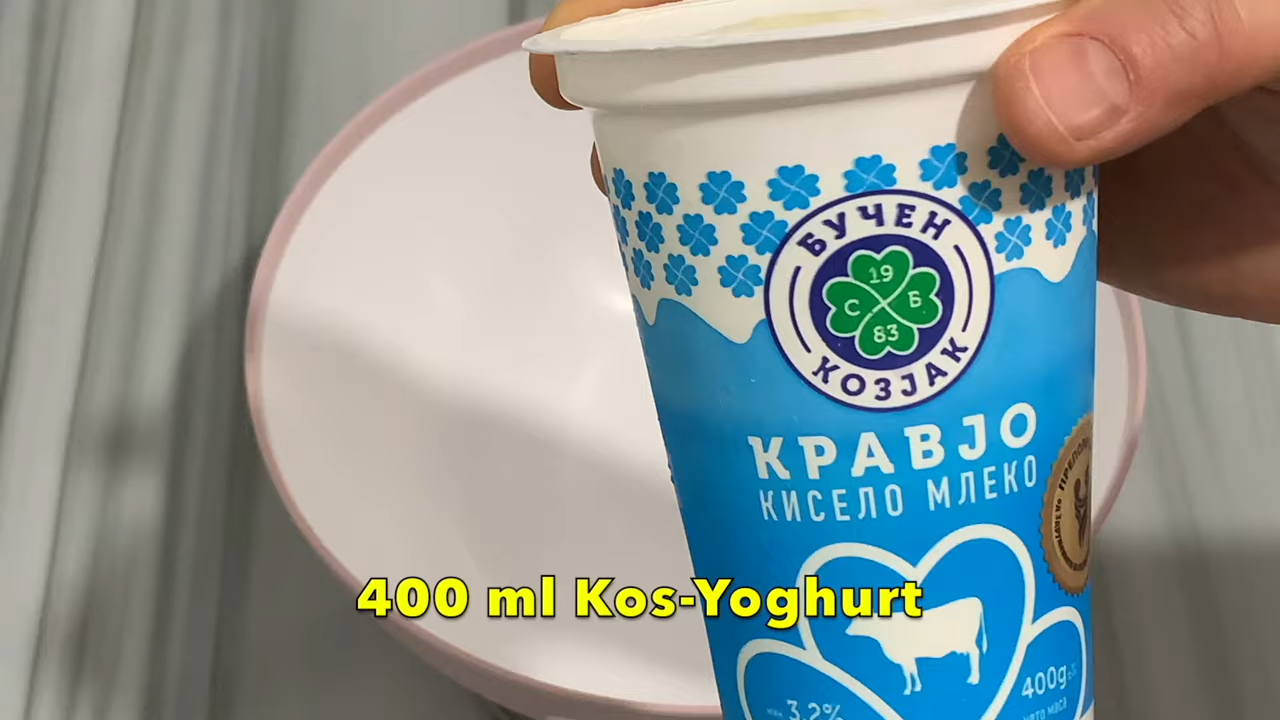 БУЧЕН
19
С Б
83
КОЗЈАК
КРАВЈО
КИСЕЛО МЛЕКО
400 ml Kos-Yoghurt
3.2%
400g